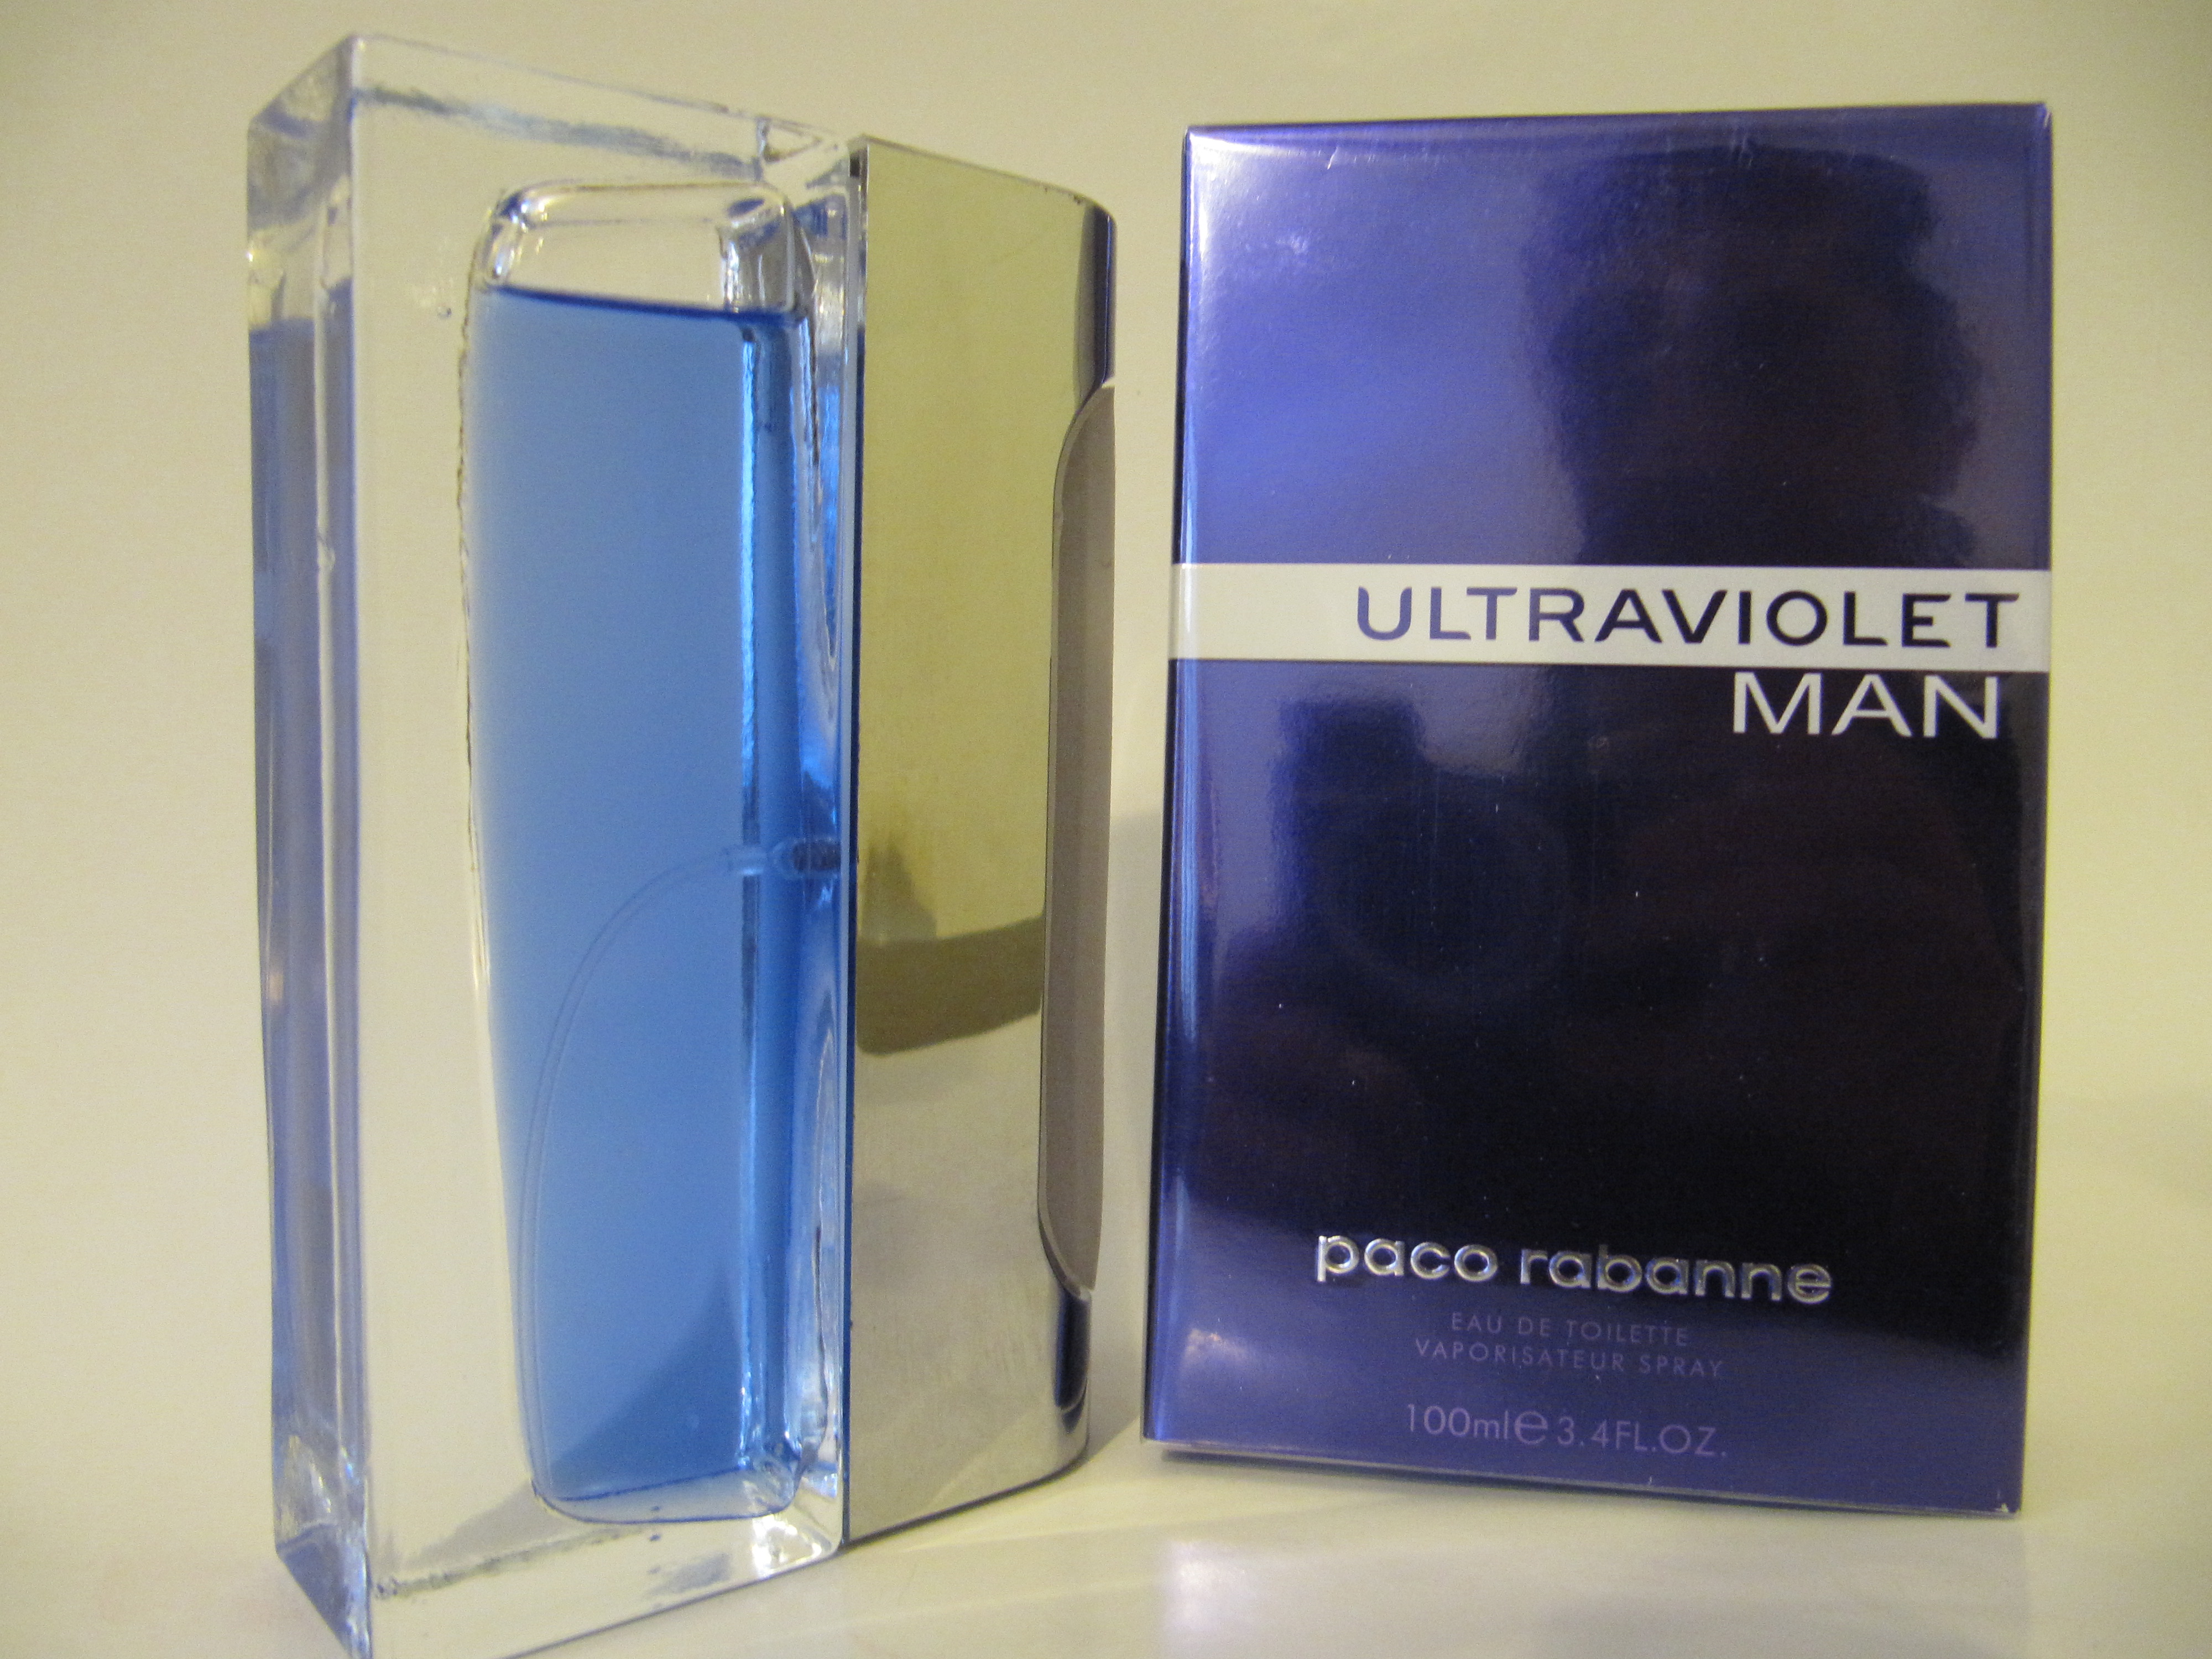 ULTRAVIOLET
MAN
paco rabanne
EAU DE TOILETTE
VAPORISATEUR SPRAY
100ml℮3.4FL.OZ.